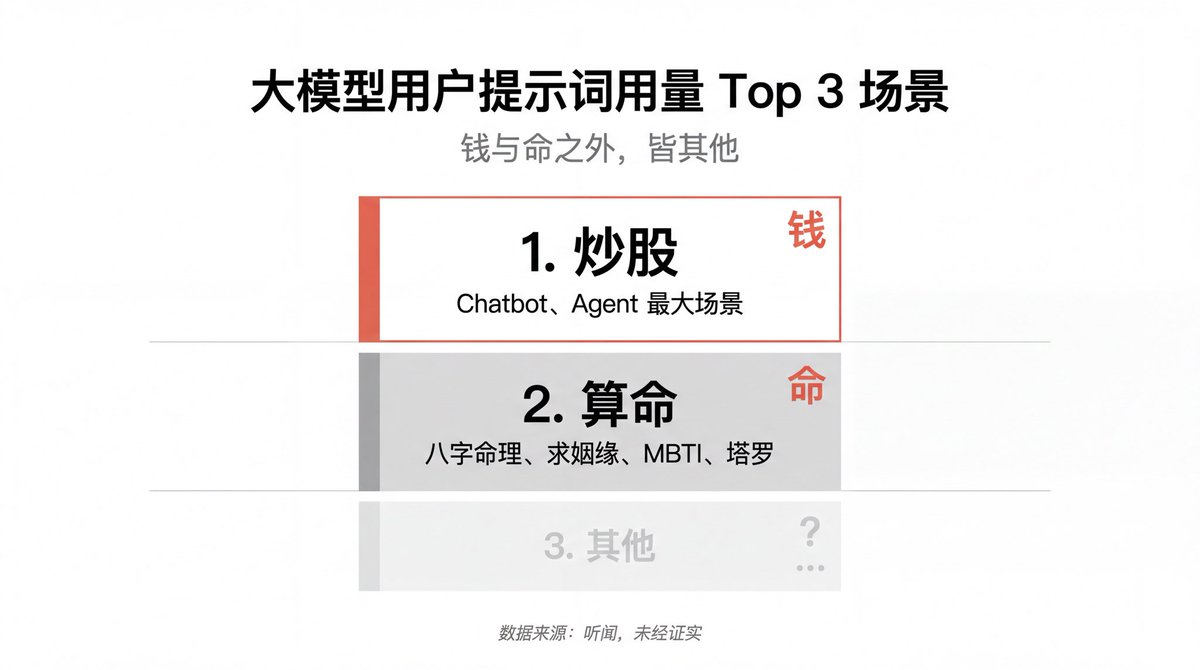 大模型用户提示词用量 Top 3 场景
钱与命之外，皆其他
钱
1. 炒股
Chatbot、Agent 最大场景
命
2. 算命
八字命理、求姻缘、MBTI、塔罗
?
3. 其他
...
数据来源：听闻，未经证实